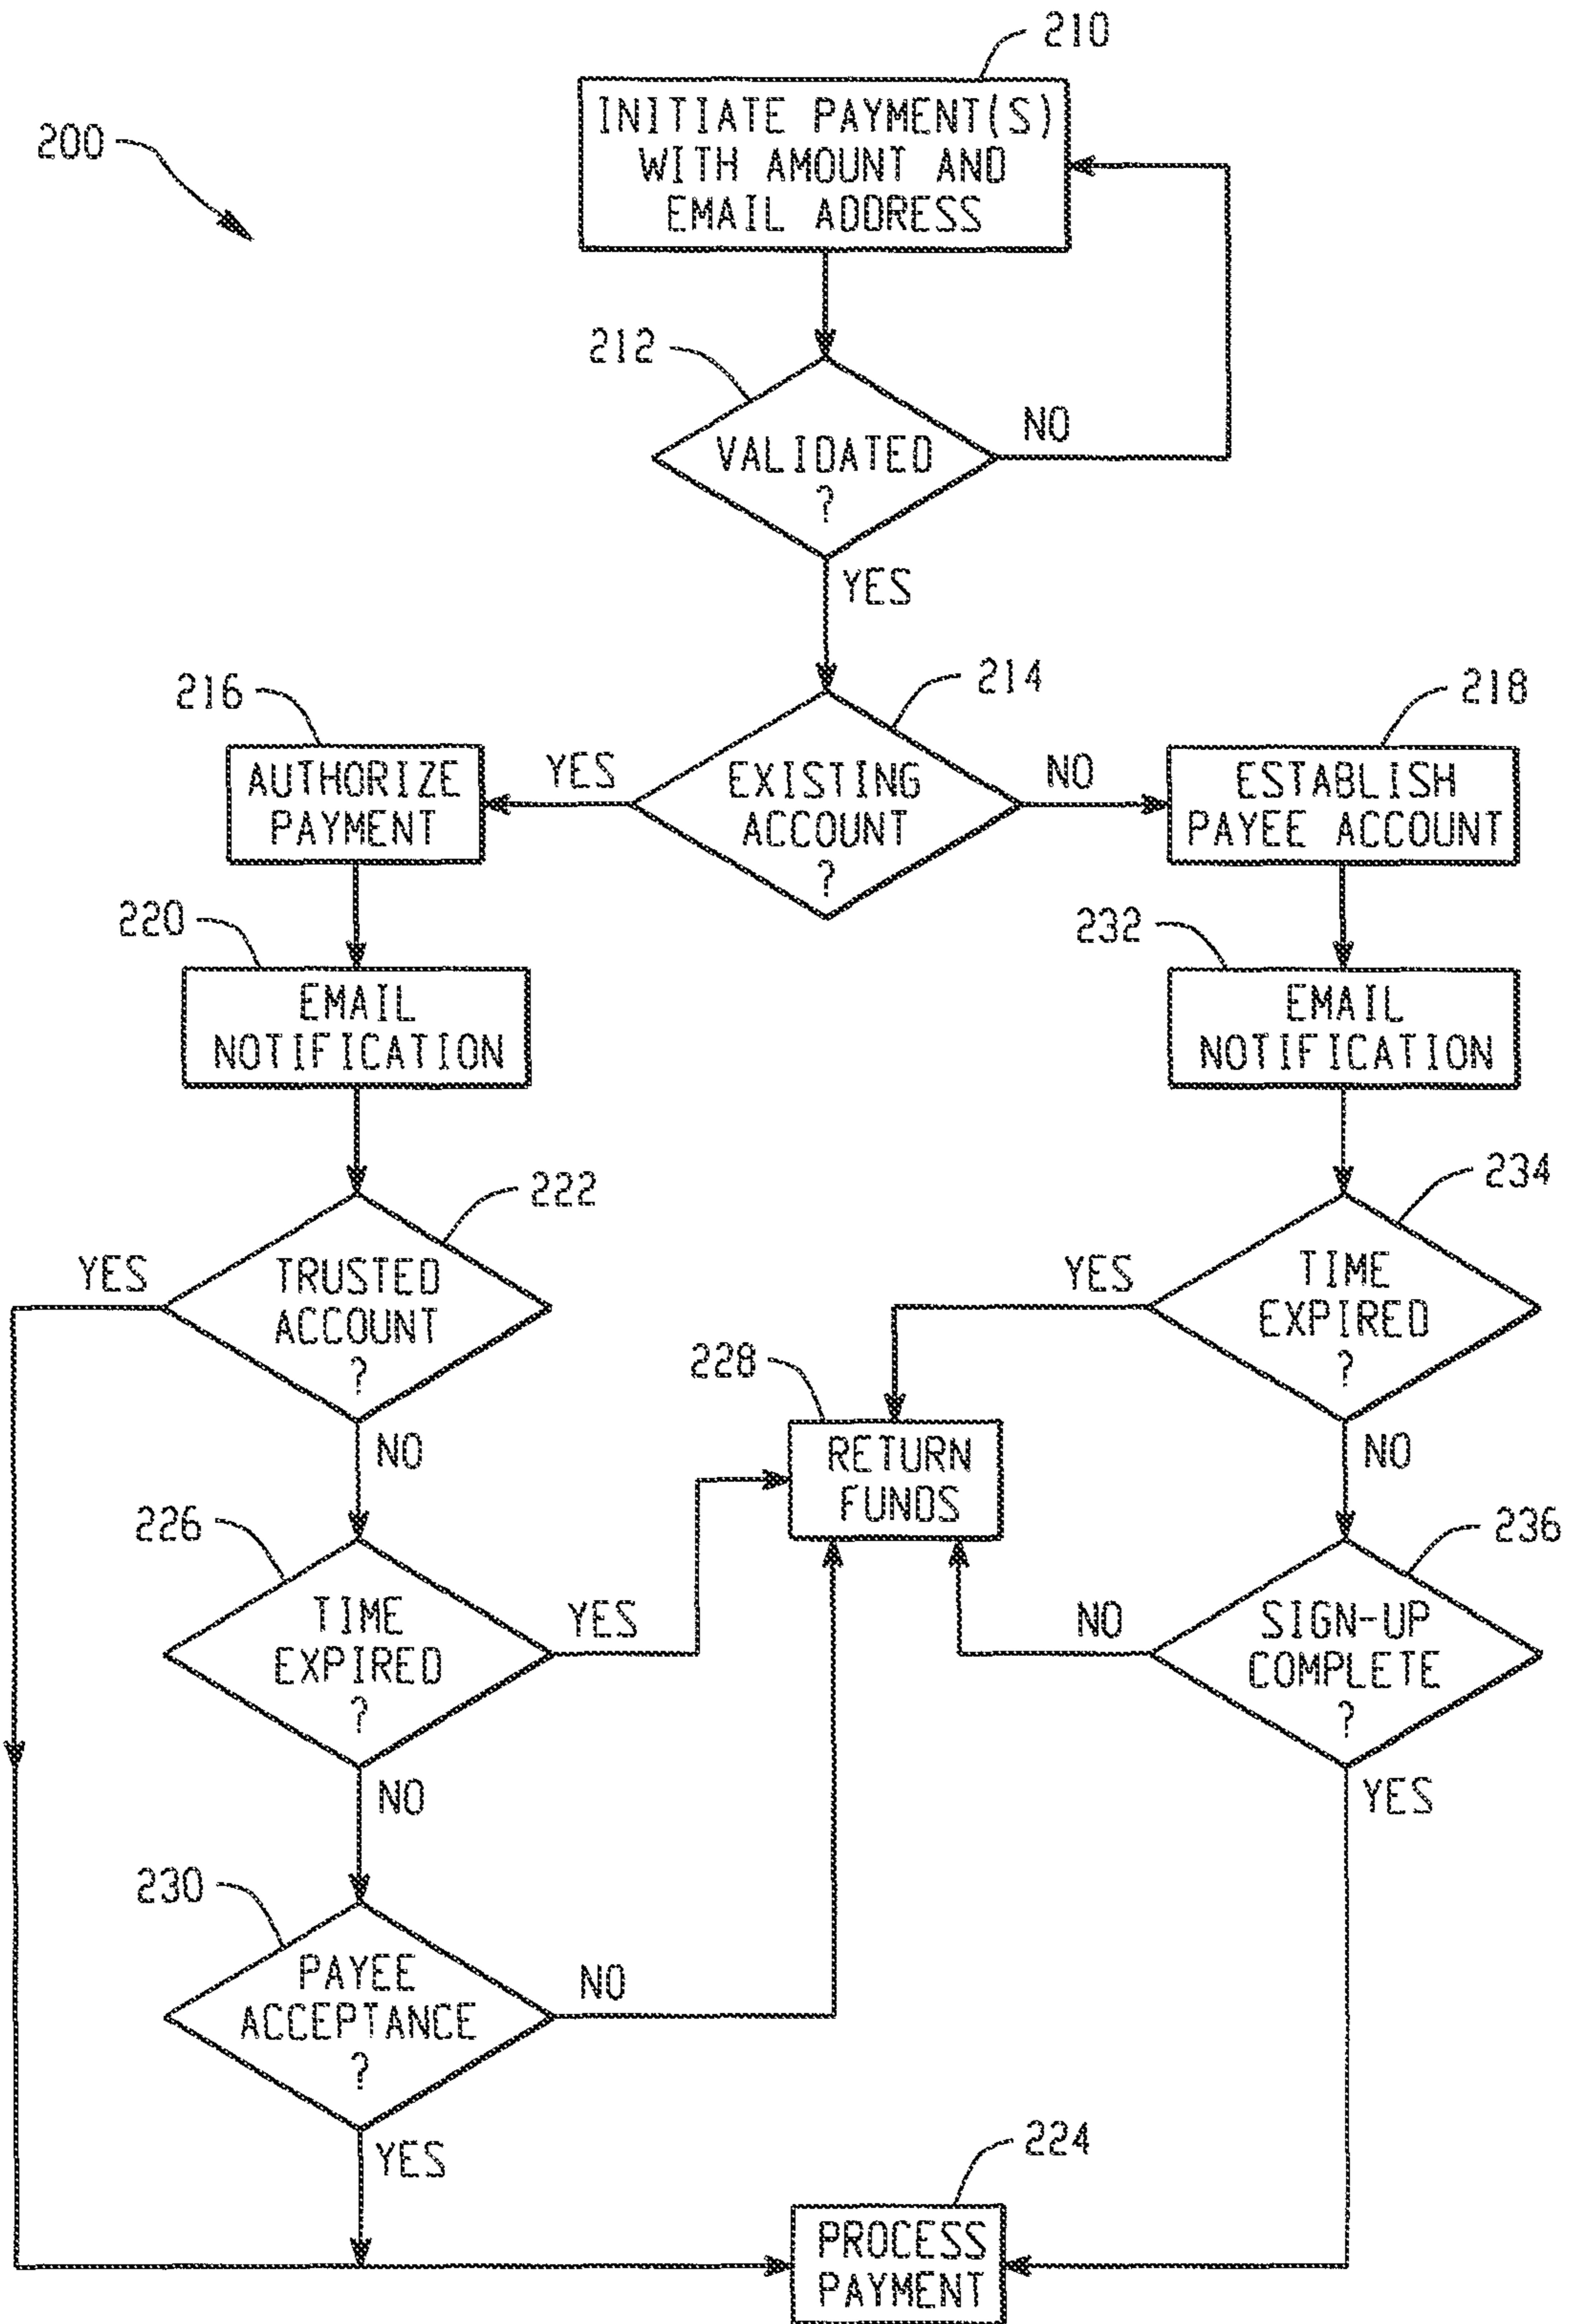 210
INITIATE PAYMENT(S)
WITH AMOUNT AND
EMAIL ADDRESS
200
212
VALIDATED
?
NO
YES
214
216
218
AUTHORIZE
PAYMENT
YES
EXISTING
ACCOUNT
?
NO
ESTABLISH
PAYEE ACCOUNT
220
EMAIL
NOTIFICATION
232
EMAIL
NOTIFICATION
222
YES
TRUSTED
ACCOUNT
?
NO
234
YES
TIME
EXPIRED
?
NO
228
RETURN
FUNDS
226
TIME
EXPIRED
?
YES
NO
236
NO
SIGN-UP
COMPLETE
?
YES
230
PAYEE
ACCEPTANCE
?
NO
YES
224
PROCESS
PAYMENT